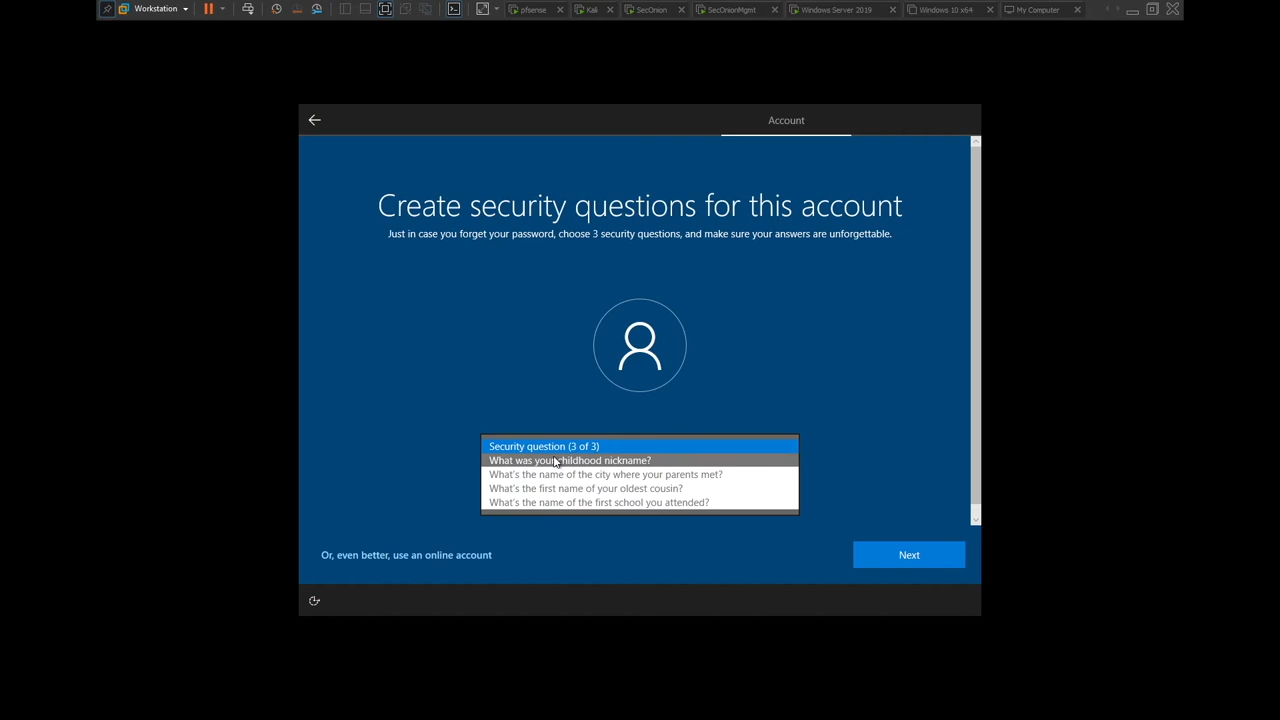 Workstation
pfsense
Kali
SecOnion
SecOnionMgmt
Windows Server 2019
Windows 10 x64
My Computer
Account
Create security questions for this account
Just in case you forget your password, choose 3 security questions, and make sure your answers are unforgettable.
Security question (3 of 3)
What was your childhood nickname?
What's the name of the city where your parents met?
What's the first name of your oldest cousin?
What's the name of the first school you attended?
Or, even better, use an online account
Next